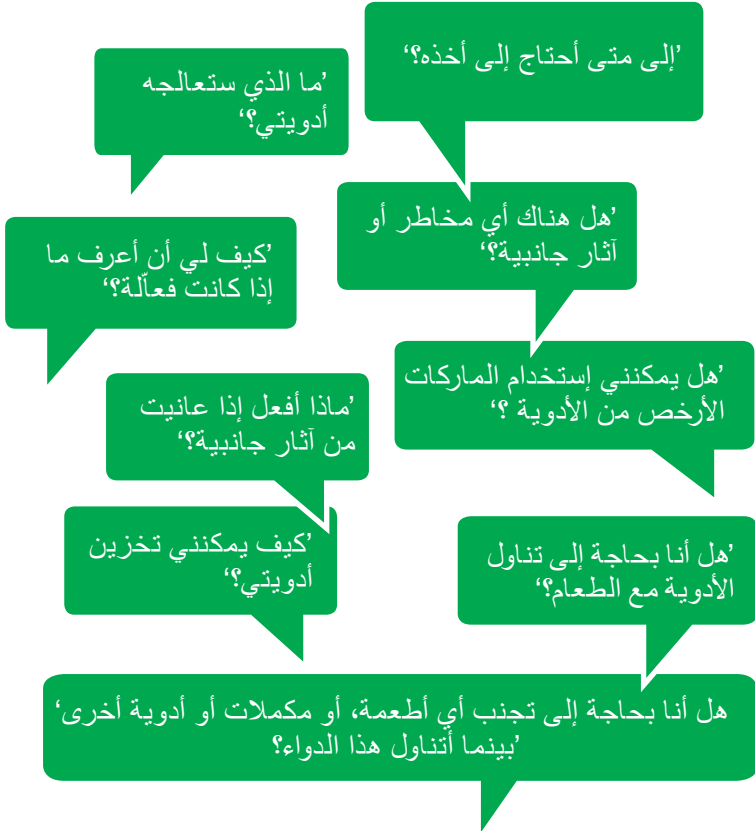 ’إلى متى أحتاج إلى أخذه؟‘
’ما الذي ستعالجه
أدويتي؟‘
’هل هناك أي مخاطر أو
آثار جانبية؟‘
’كيف لي أن أعرف ما
إذا كانت فعاّلة؟‘
’هل يمكنني إستخدام الماركات
الأرخص من الأدوية ؟‘
’ماذا أفعل إذا عانيت
من آثار جانبية؟‘
’كيف يمكنني تخزين
أدويتي؟‘
’هل أنا بحاجة إلى تناول
الأدوية مع الطعام؟‘
هل أنا بحاجة إلى تجنب أي أطعمة، أو مكملات أو أدوية أخرى‘
’بينما أتناول هذا الدواء؟